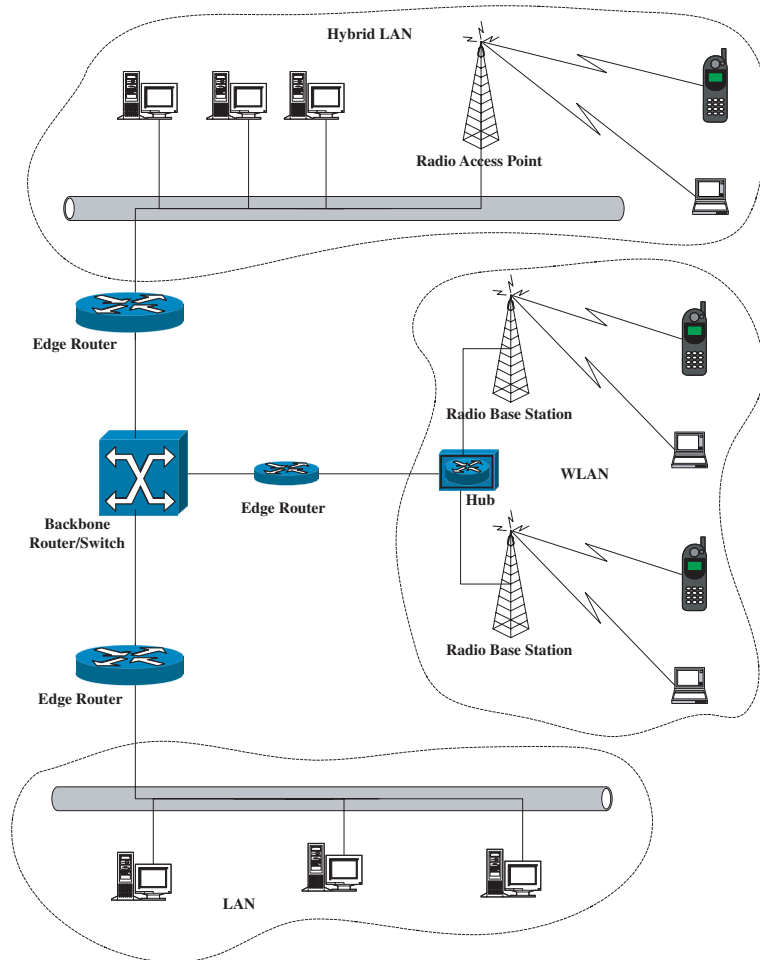 Hybrid LAN
Radio Access Point
Edge Router
Radio Base Station
WLAN
Edge Router
Hub
Backbone
Router/Switch
Radio Base Station
Edge Router
LAN